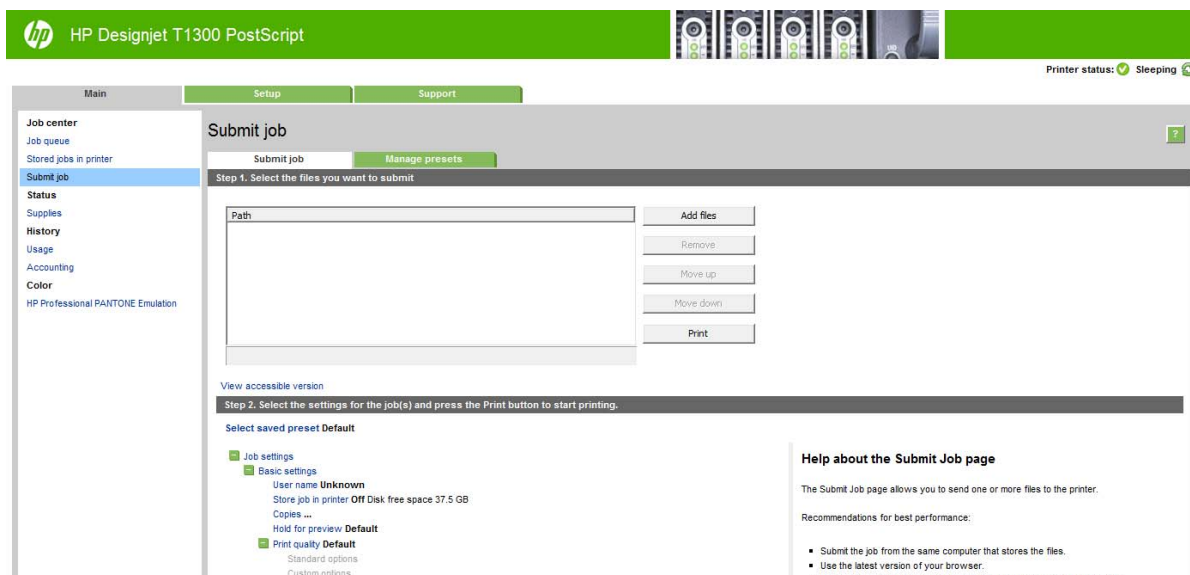 hp HP Designjet T1300 PostScript
Printer status: Sleeping
Main Setup Support
Job center
Job queue
Stored jobs in printer
Submit job
Status
Supplies
History
Usage
Accounting
Color
HP Professional PANTONE Emulation
Submit job
?
Submit job Manage presets
Step 1. Select the files you want to submit
Path
Add files
Remove
Move up
Move down
Print
View accessible version
Step 2. Select the settings for the job(s) and press the Print button to start printing.
Select saved preset Default
Job settings
Basic settings
User name Unknown
Store job in printer Off Disk free space 37.5 GB
Copies ...
Hold for preview Default
Print quality Default
Standard options
Custom options
Help about the Submit Job page
The Submit Job page allows you to send one or more files to the printer.
Recommendations for best performance:
Submit the job from the same computer that stores the files.
Use the latest version of your browser.